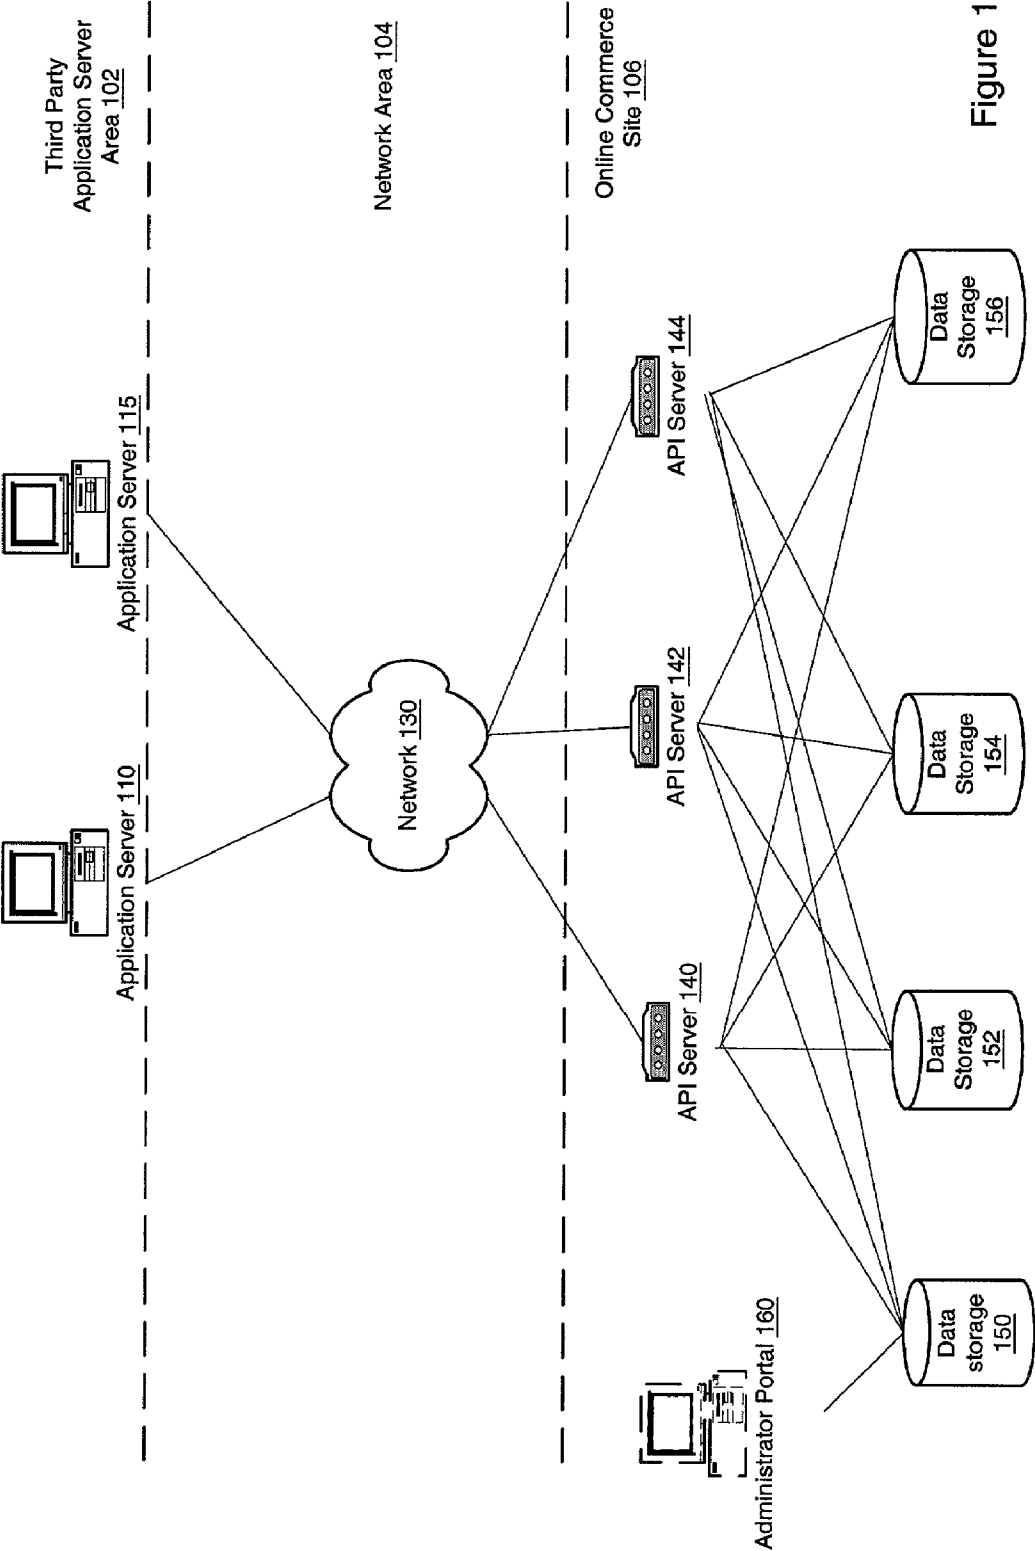 Third Party
Application Server
Area 102
Application Server 110
Application Server 115
Network Area 104
Network 130
Online Commerce
Site 106
API Server 140
API Server 142
API Server 144
Administrator Portal 160
Data
storage
150
Data
Storage
152
Data
Storage
154
Data
Storage
156
Figure 1